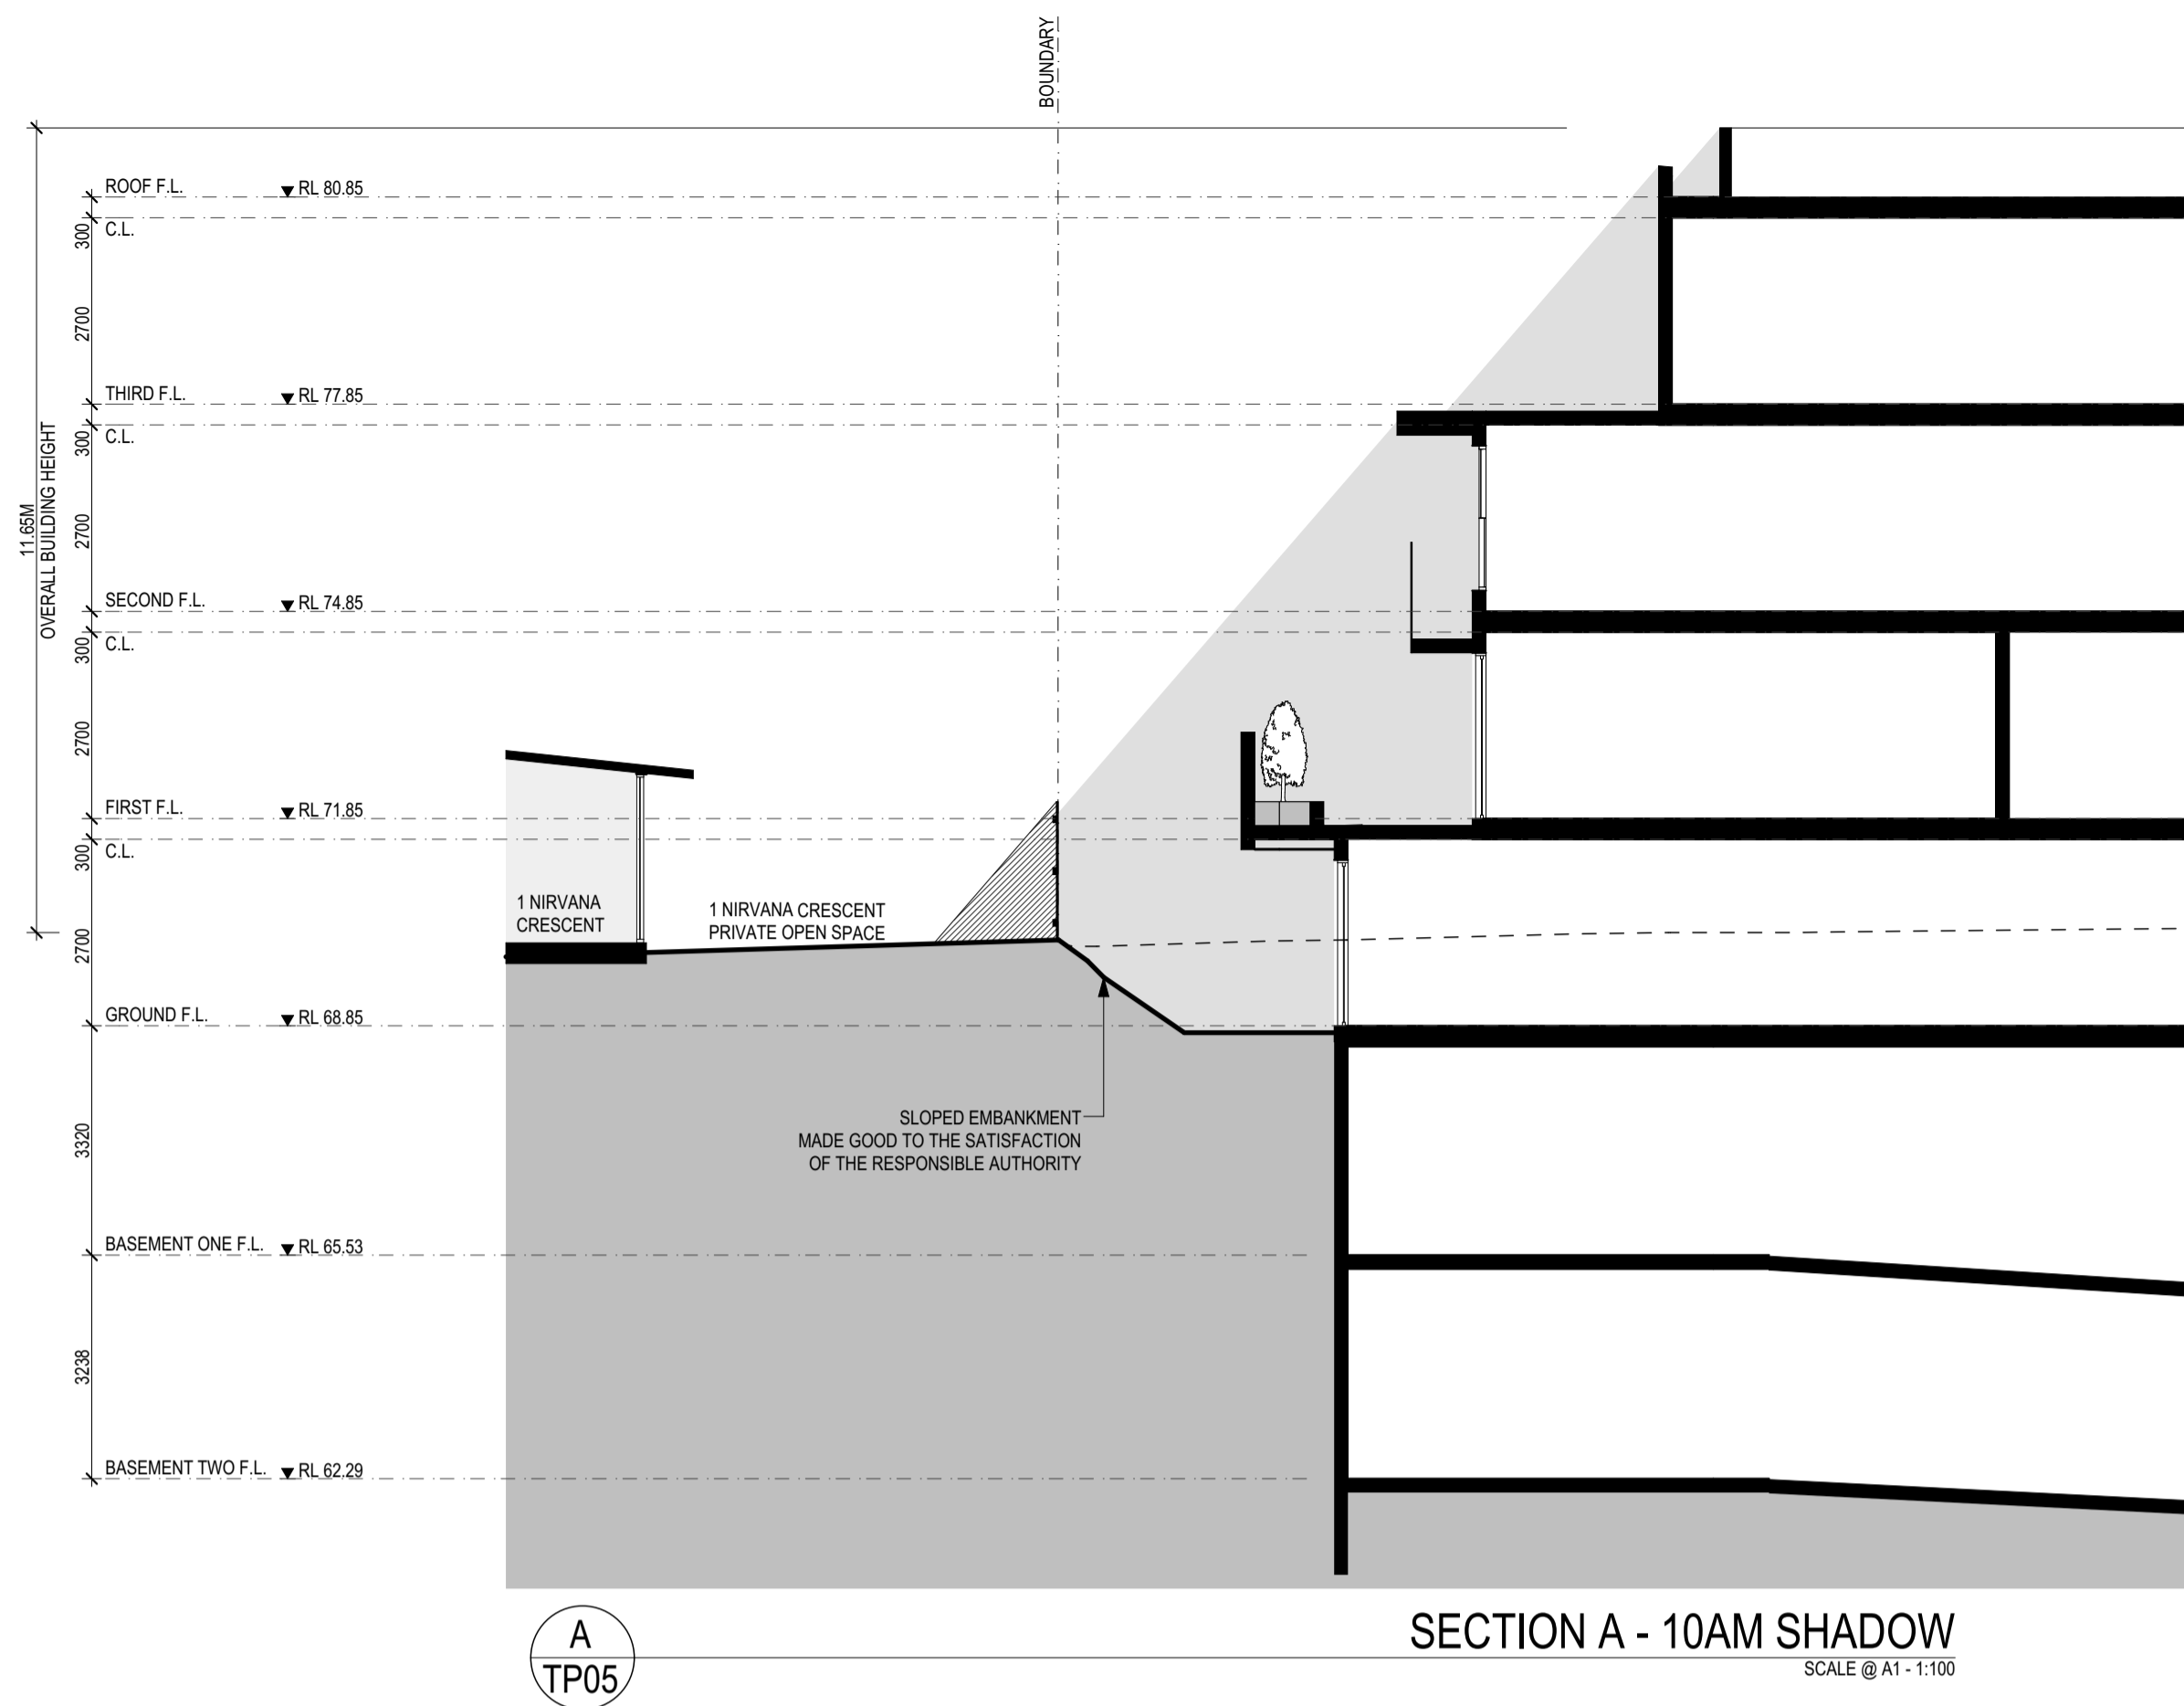 BOUNDARY
ROOF F.L. RL 80.85
C.L.
300
2700
THIRD F.L. RL 77.85
C.L.
300
11.65M
OVERALL BUILDING HEIGHT
2700
SECOND F.L. RL 74.85
C.L.
300
2700
FIRST F.L. RL 71.85
C.L.
300
1 NIRVANA
CRESCENT
1 NIRVANA CRESCENT
PRIVATE OPEN SPACE
2700
GROUND F.L. RL 68.85
SLOPED EMBANKMENT
MADE GOOD TO THE SATISFACTION
OF THE RESPONSIBLE AUTHORITY
3320
BASEMENT ONE F.L. RL 65.53
3238
BASEMENT TWO F.L. RL 62.29
A
TP05
SECTION A - 10AM SHADOW
SCALE @ A1 - 1:100